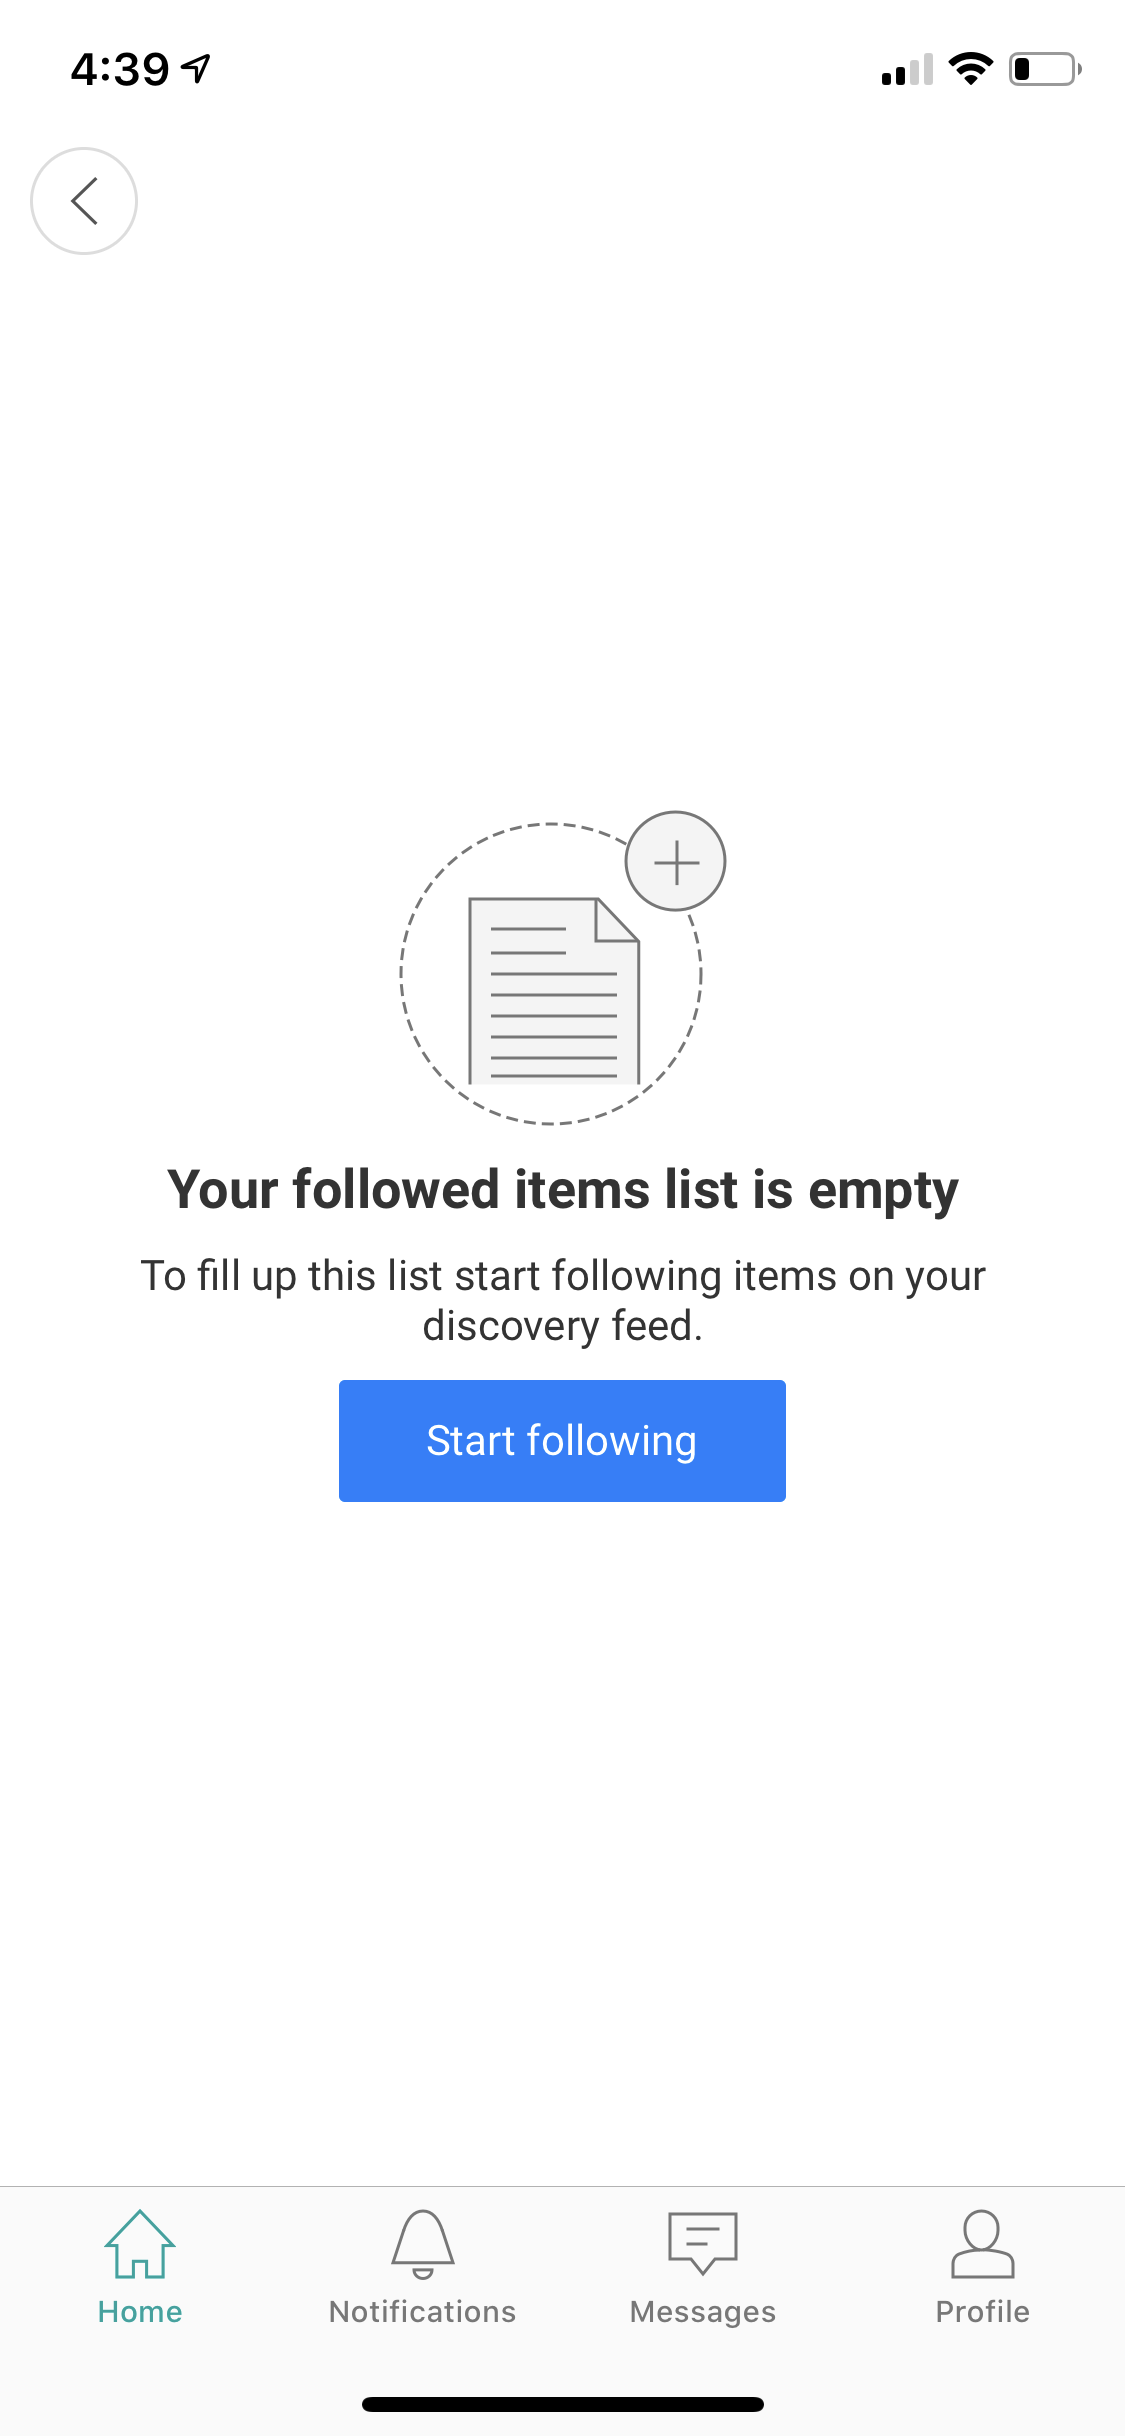 4:39
Your followed items list is empty
To fill up this list start following items on your
discovery feed.
Start following
Home Notifications Messages Profile